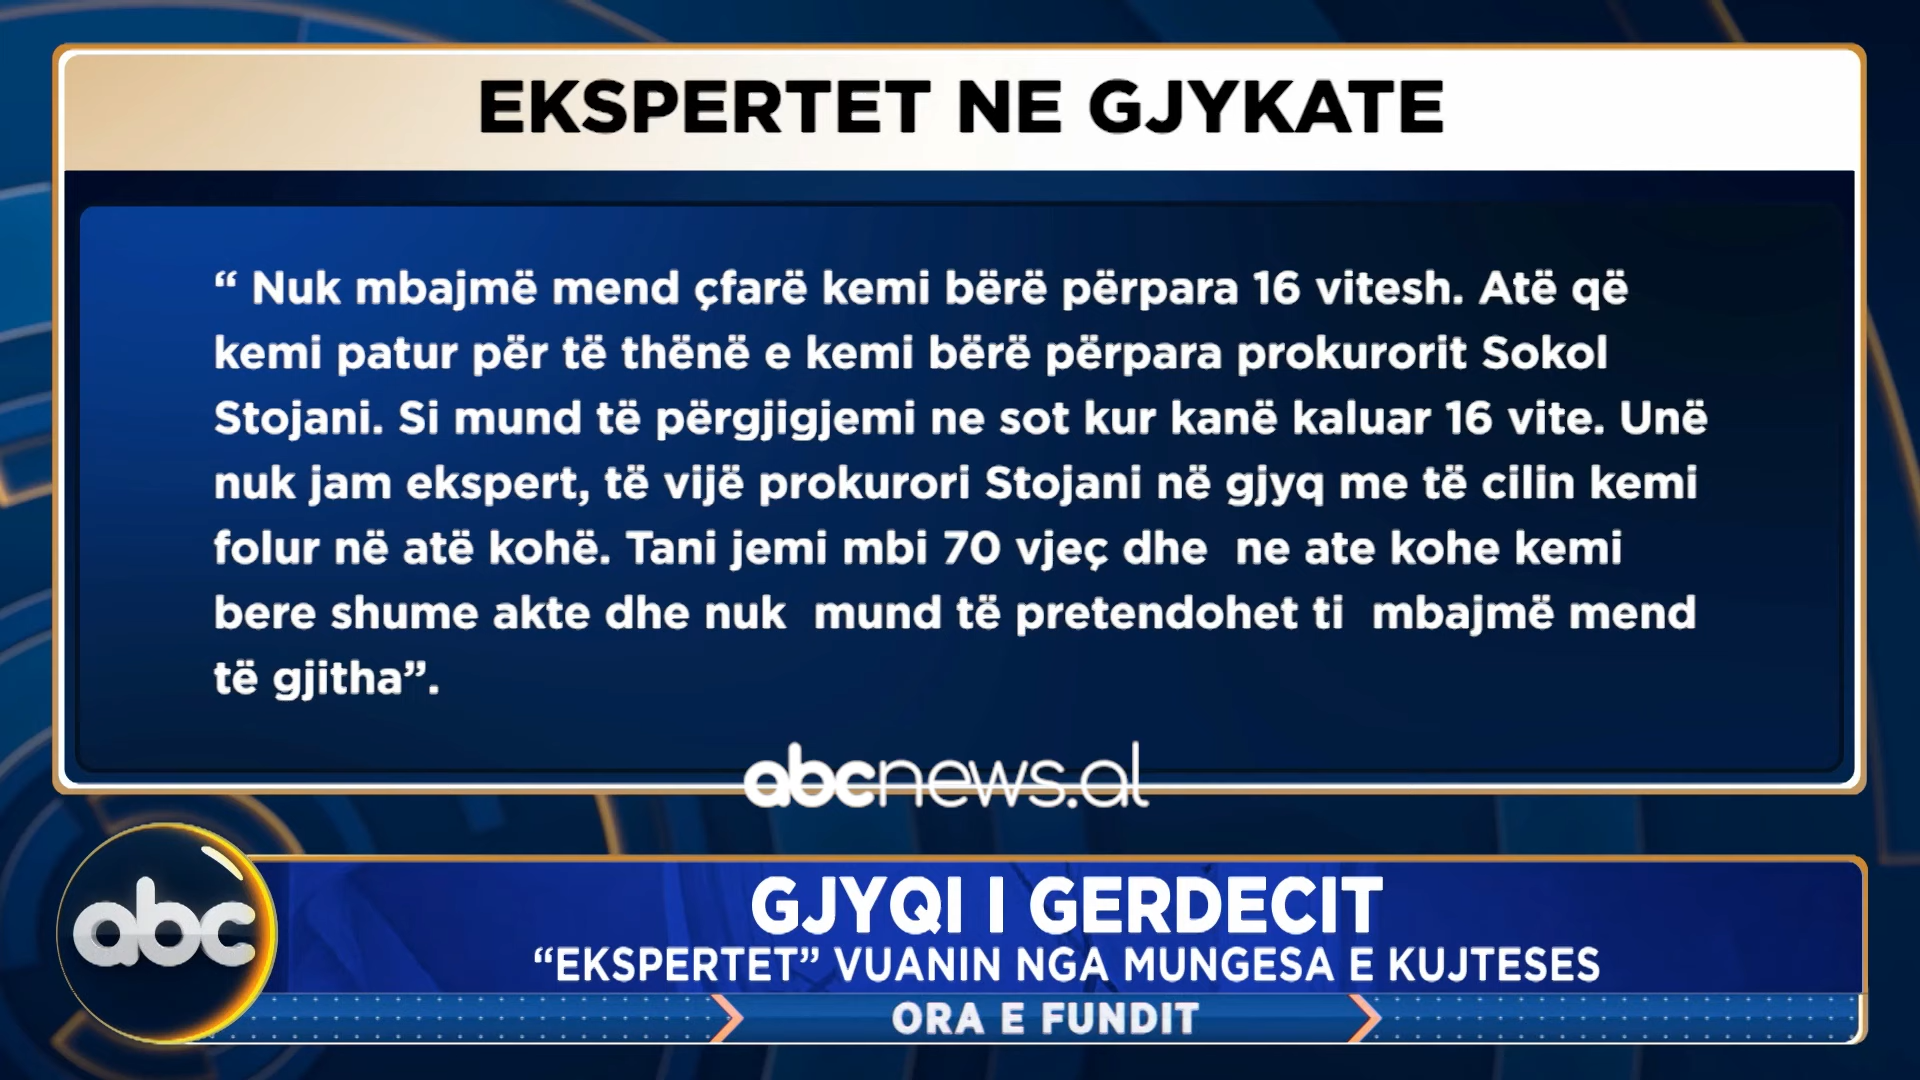 EKSPERTET NE GJYKATE
“ Nuk mbajmë mend çfarë kemi bërë përpara 16 vitesh. Atë që
kemi patur për të thënë e kemi bërë përpara prokurorit Sokol
Stojani. Si mund të përgjigjemi ne sot kur kanë kaluar 16 vite. Unë
nuk jam ekspert, të vijë prokurori Stojani në gjyq me të cilin kemi
folur në atë kohë. Tani jemi mbi 70 vjeç dhe  ne ate kohe kemi
bere shume akte dhe nuk  mund të pretendohet ti  mbajmë mend
të gjitha”.
abcnews.al
abc
GJYQI I GERDECIT
“EKSPERTET” VUANIN NGA MUNGESA E KUJTESES
ORA E FUNDIT